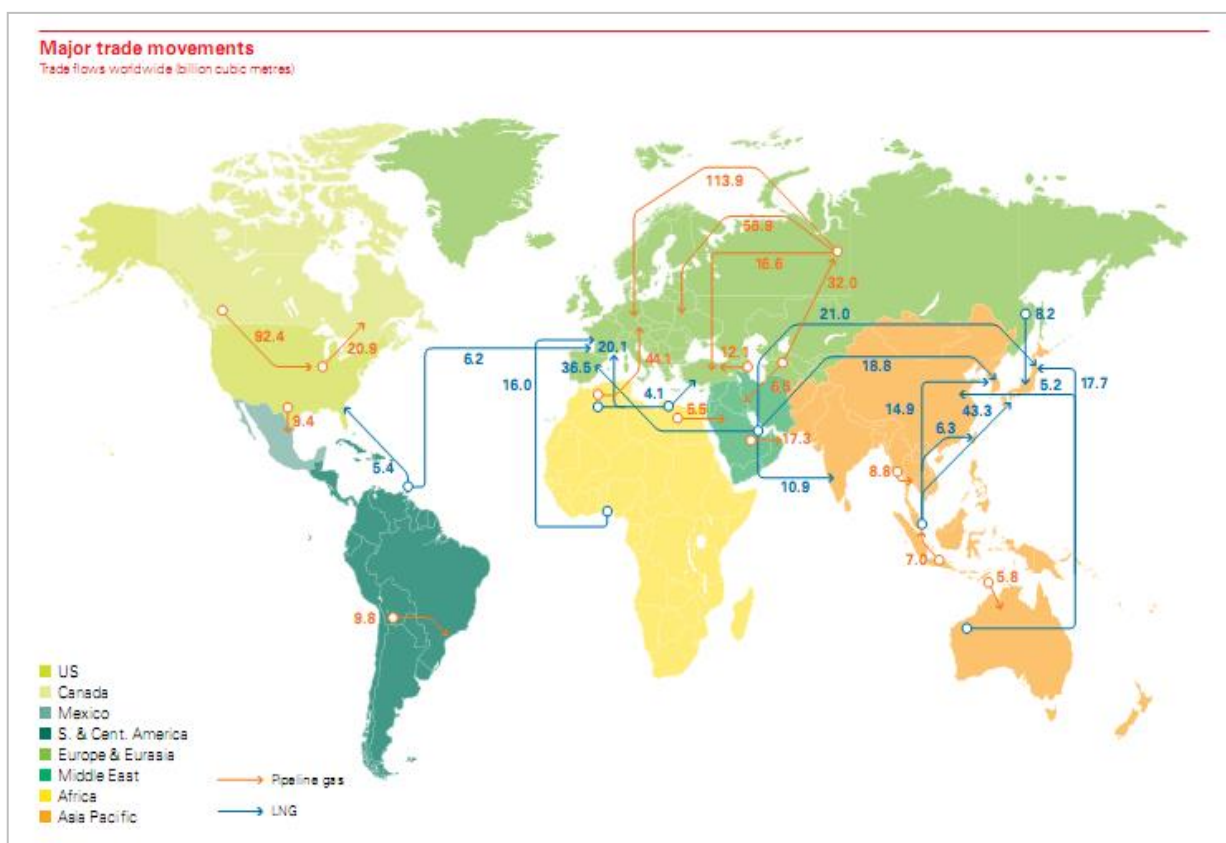 Major trade movements
Trade flows worldwide (billion cubic metres)
113.9
16.6
32.0
8.2
92.4
20.9
21.0
6.2
20.1
12.1
44.1
18.8
36.5
5.2
17.7
16.0
4.1
14.9
43.3
9.4
5.5
6.3
17.3
5.4
8.8
10.9
7.0
5.8
9.8
US
Canada
Mexico
S. & Cent. America
Europe & Eurasia
Middle East
Africa
Asia Pacific
Pipeline gas
LNG